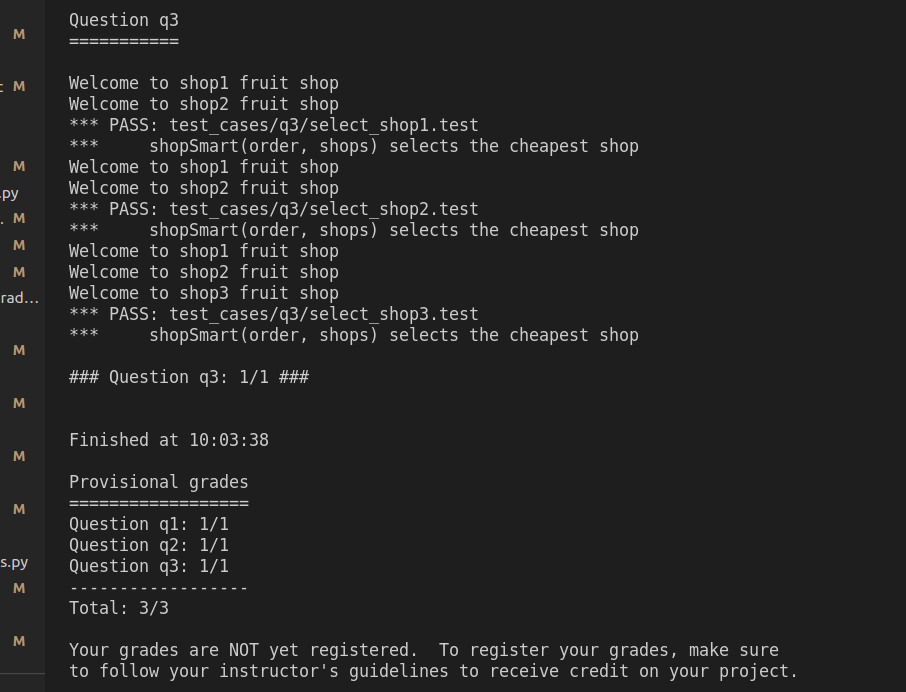 Question q3
===========
Welcome to shop1 fruit shop
Welcome to shop2 fruit shop
*** PASS: test_cases/q3/select_shop1.test
***     shopSmart(order, shops) selects the cheapest shop
Welcome to shop1 fruit shop
Welcome to shop2 fruit shop
*** PASS: test_cases/q3/select_shop2.test
***     shopSmart(order, shops) selects the cheapest shop
Welcome to shop1 fruit shop
Welcome to shop2 fruit shop
Welcome to shop3 fruit shop
*** PASS: test_cases/q3/select_shop3.test
***     shopSmart(order, shops) selects the cheapest shop
### Question q3: 1/1 ###
Finished at 10:03:38
Provisional grades
==================
Question q1: 1/1
Question q2: 1/1
Question q3: 1/1
------------------
Total: 3/3
Your grades are NOT yet registered.  To register your grades, make sure
to follow your instructor's guidelines to receive credit on your project.
M
M
M
.py
. M
M
M
rad...
M
M
M
M
s.py
M
M